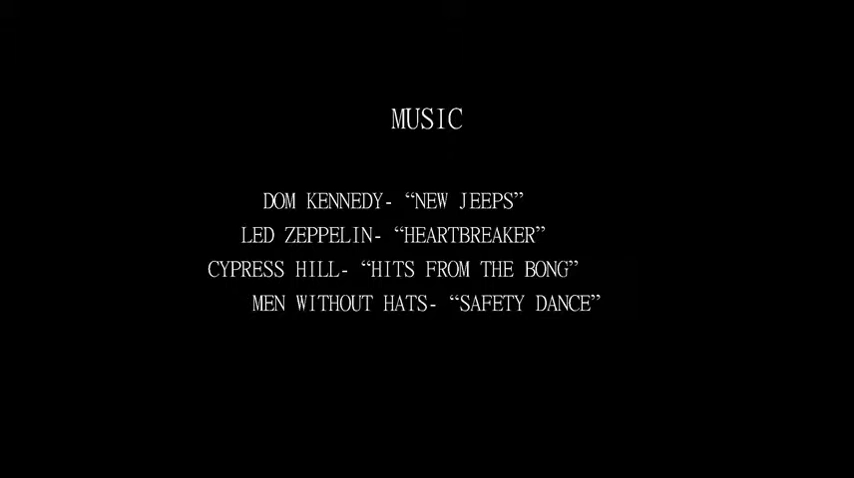 MUSIC
DOM KENNEDY- “NEW JEEPS”
LED ZEPPELIN- “HEARTBREAKER”
CYPRESS HILL- “HITS FROM THE BONG”
MEN WITHOUT HATS- “SAFETY DANCE”